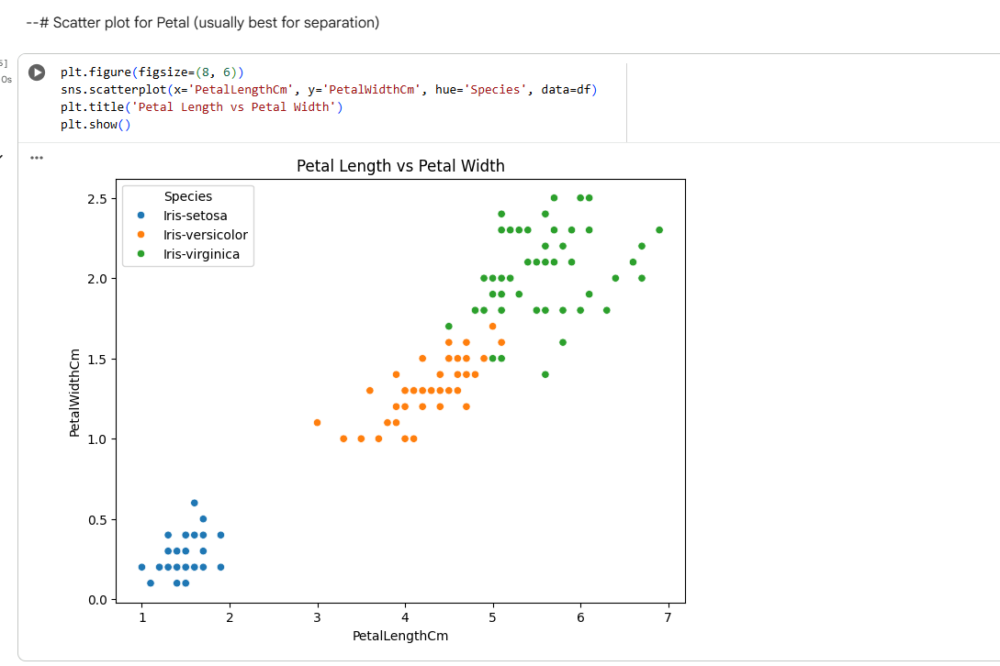 --# Scatter plot for Petal (usually best for separation)
5]
0s
plt.figure(figsize=(8, 6))
sns.scatterplot(x='PetalLengthCm', y='PetalWidthCm', hue='Species', data=df)
plt.title('Petal Length vs Petal Width')
plt.show()
Petal Length vs Petal Width
Species
Iris-setosa
Iris-versicolor
Iris-virginica
2.5
2.0
1.5
1.0
0.5
0.0
PetalWidthCm
1 2 3 4 5 6 7
PetalLengthCm